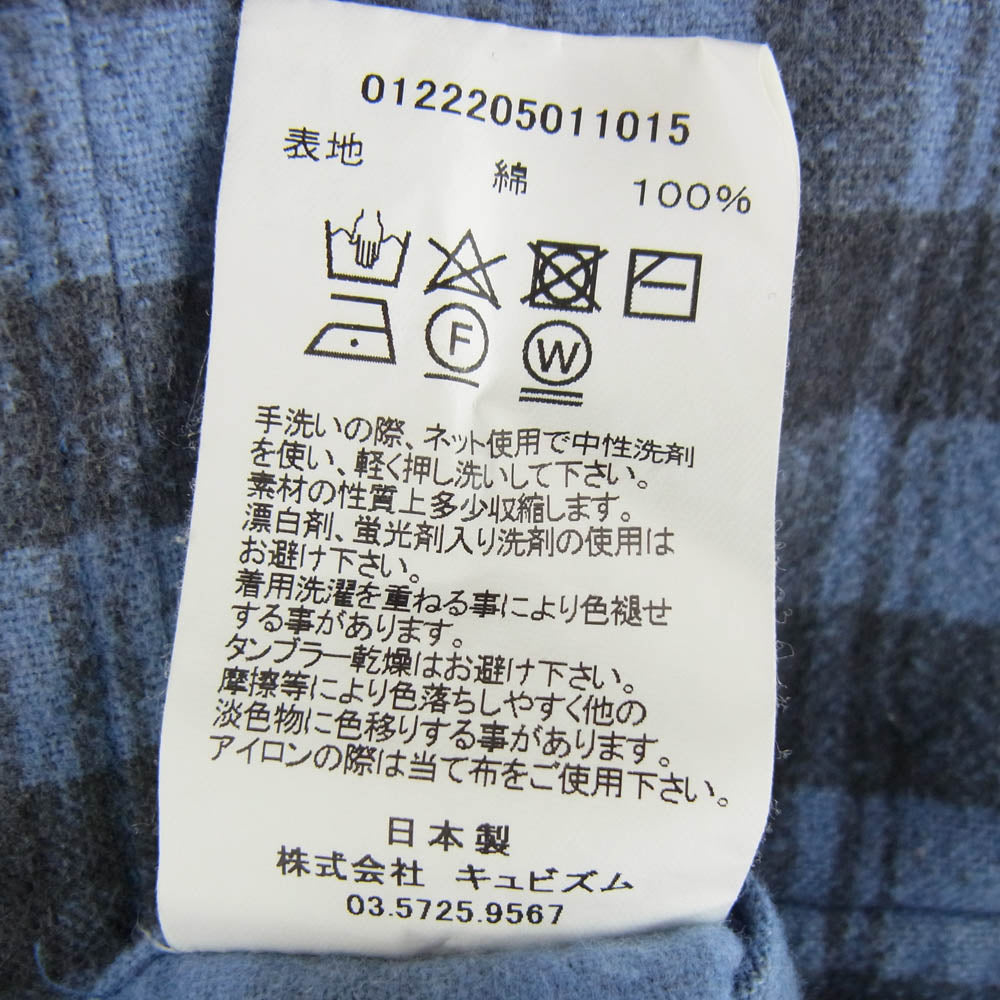 0122205011015
表地 綿 100%
F W
手洗いの際、ネット使用で中性洗剤
を使い、軽く押し洗いして下さい。
素材の性質上多少収縮します。
漂白剤、蛍光剤入り洗剤の使用は
お避け下さい。
着用洗濯を重ねる事により色褪せ
する事があります。
タンブラー乾燥はお避け下さい。
摩擦等により色落ちしやすく他の
淡色物に色移りする事があります。
アイロンの際は当て布をご使用下さい。
日本製
株式会社 キュビズム
03.5725.9567